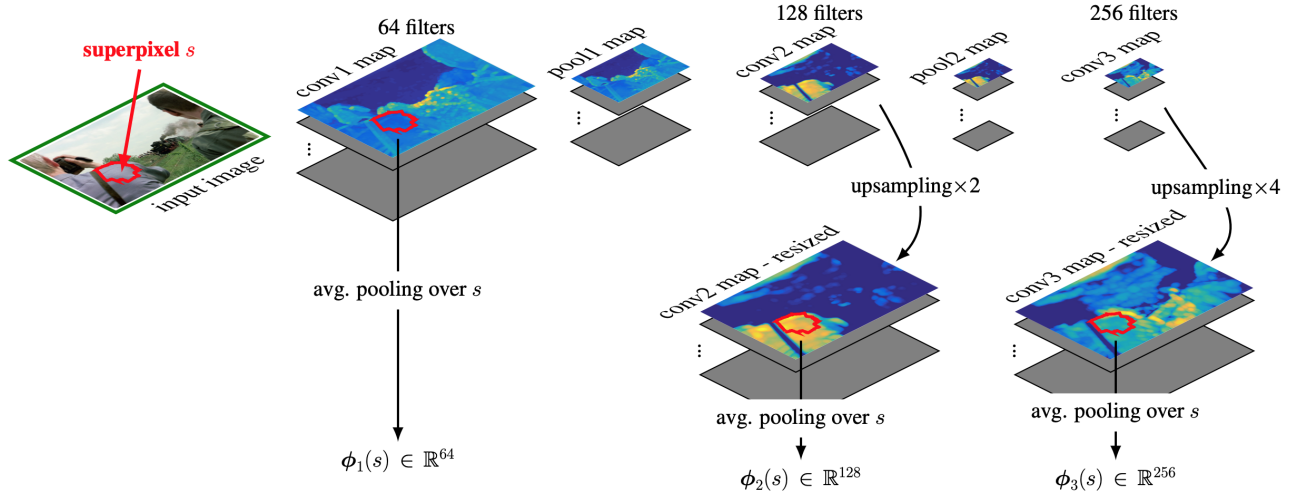 superpixel s
input image
64 filters
conv1 map
pool1 map
128 filters
conv2 map
pool2 map
256 filters
conv3 map
⋮
⋮
⋮
⋮
⋮
upsampling×2
upsampling×4
conv2 map - resized
conv3 map - resized
⋮
⋮
avg. pooling over s
avg. pooling over s
avg. pooling over s
ϕ₁(s) ∈ ℝ⁶⁴
ϕ₂(s) ∈ ℝ¹²⁸
ϕ₃(s) ∈ ℝ²⁵⁶